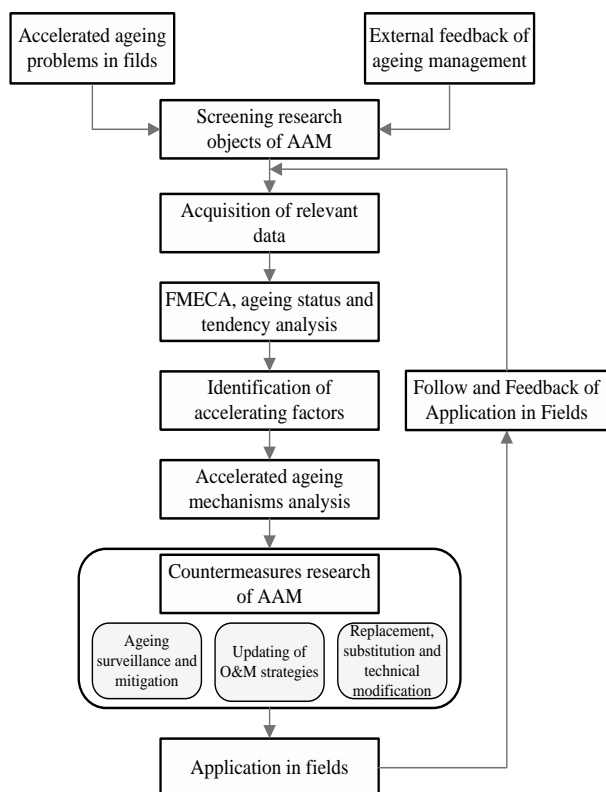 Accelerated ageing
problems in filds
External feedback of
ageing management
Screening research
objects of AAM
Acquisition of relevant
data
FMECA, ageing status and
tendency analysis
Identification of
accelerating factors
Follow and Feedback of
Application in Fields
Accelerated ageing
mechanisms analysis
Countermeasures research
of AAM
Ageing
surveillance and
mitigation
Updating of
O&M strategies
Replacement,
substitution and
technical
modification
Application in fields